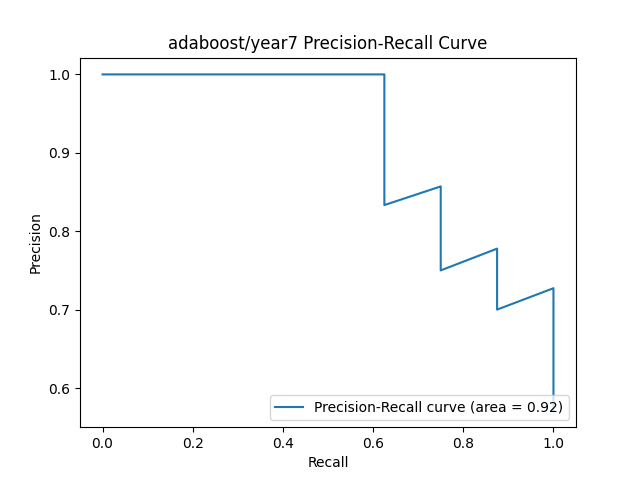 adaboost/year7 Precision-Recall Curve
1.0
0.9
0.8
0.7
0.6
Precision
Precision-Recall curve (area = 0.92)
0.0 0.2 0.4 0.6 0.8 1.0
Recall